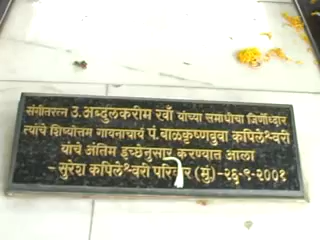 संगीतरत्न उ. अब्दुलकरीम खाँ यांच्या समाधीचा जिर्णोध्दार
त्यांचे शिष्योत्तम गायनाचार्य पं. बाळकृष्णबुवा कपिलेश्वरी
यांचे अंतिम इच्छेनुसार करण्यात आला
- सुरेश कपिलेश्वरी परिवार (मुं) -२६-९-२००१